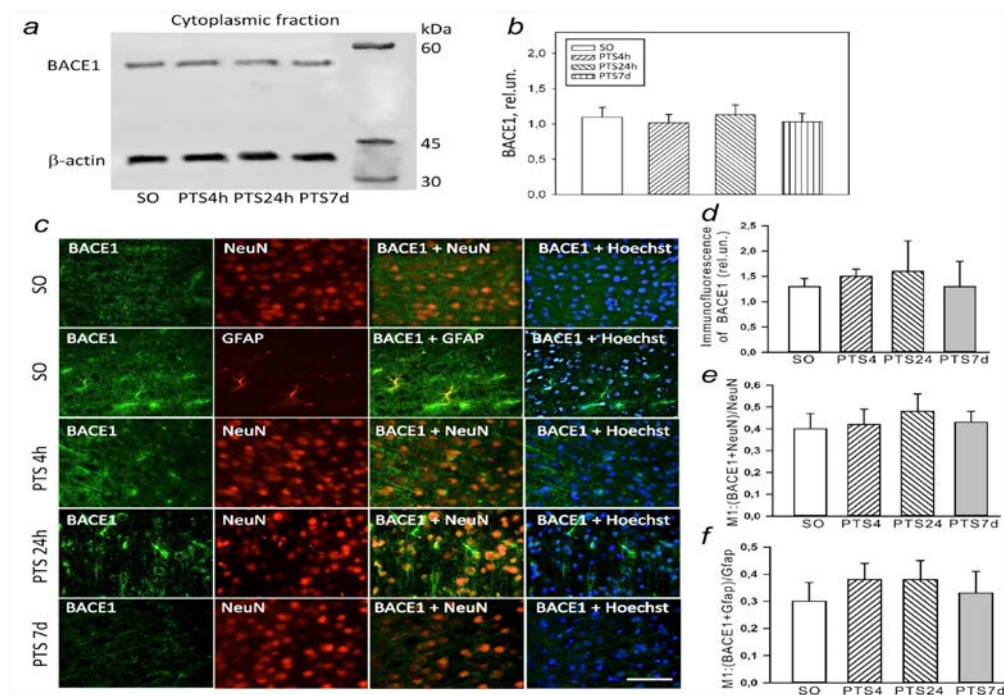 a
Cytoplasmic fraction
kDa
BACE1
60
45
β-actin
30
SO PTS4h PTS24h PTS7d
b
BACE1, rel.un.
2,0
1,5
1,0
0,5
0,0
SO
PTS4h
PTS24h
PTS7d
c
SO
BACE1 NeuN BACE1 + NeuN BACE1 + Hoechst
SO
BACE1 GFAP BACE1 + GFAP BACE1 + Hoechst
PTS 4h
BACE1 NeuN BACE1 + NeuN BACE1 + Hoechst
PTS 24h
BACE1 NeuN BACE1 + NeuN BACE1 + Hoechst
PTS 7d
BACE1 NeuN BACE1 + NeuN BACE1 + Hoechst
d
Immunofluorescence
of BACE1 (rel.un.)
2,5
2,0
1,5
1,0
0,5
0,0
SO PTS4 PTS24 PTS7d
e
M1:(BACE1+NeuN)/NeuN
0,6
0,5
0,4
0,3
0,2
0,1
0,0
SO PTS4 PTS24 PTS7d
f
M1:(BACE1+Gfap)/Gfap
0,5
0,4
0,3
0,2
0,1
0,0
SO PTS4 PTS24 PTS7d